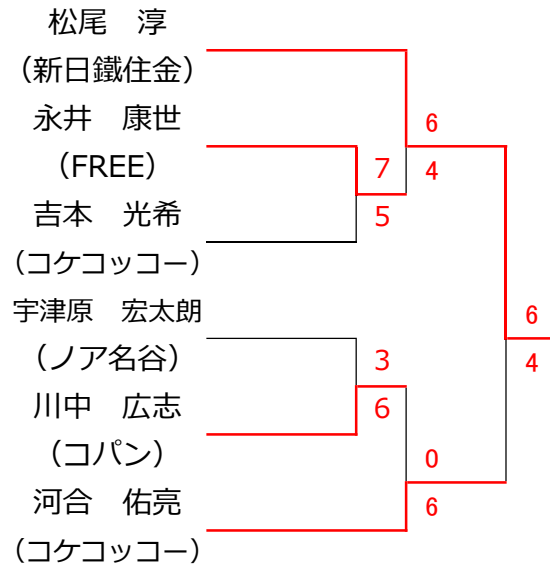 松尾　淳
（新日鐵住金）
永井　康世
（FREE）
吉本　光希
（コケコッコー）
宇津原　宏太朗
（ノア名谷）
川中　広志
（コパン）
河合　佑亮
（コケコッコー）
7
5
3
6
6
4
0
6
6
4